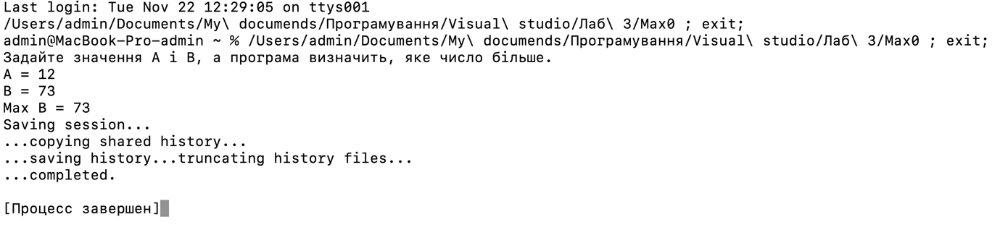 Last login: Tue Nov 22 12:29:05 on ttys001
/Users/admin/Documents/My\ documends/Програмування/Visual\ studio/Лаб\ 3/Max0 ; exit;
admin@MacBook-Pro-admin ~ % /Users/admin/Documents/My\ documends/Програмування/Visual\ studio/Лаб\ 3/Max0 ; exit;
Задайте значення А і В, а програма визначить, яке число більше.
A = 12
B = 73
Max B = 73
Saving session...
...copying shared history...
...saving history...truncating history files...
...completed.
[Процесс завершен]